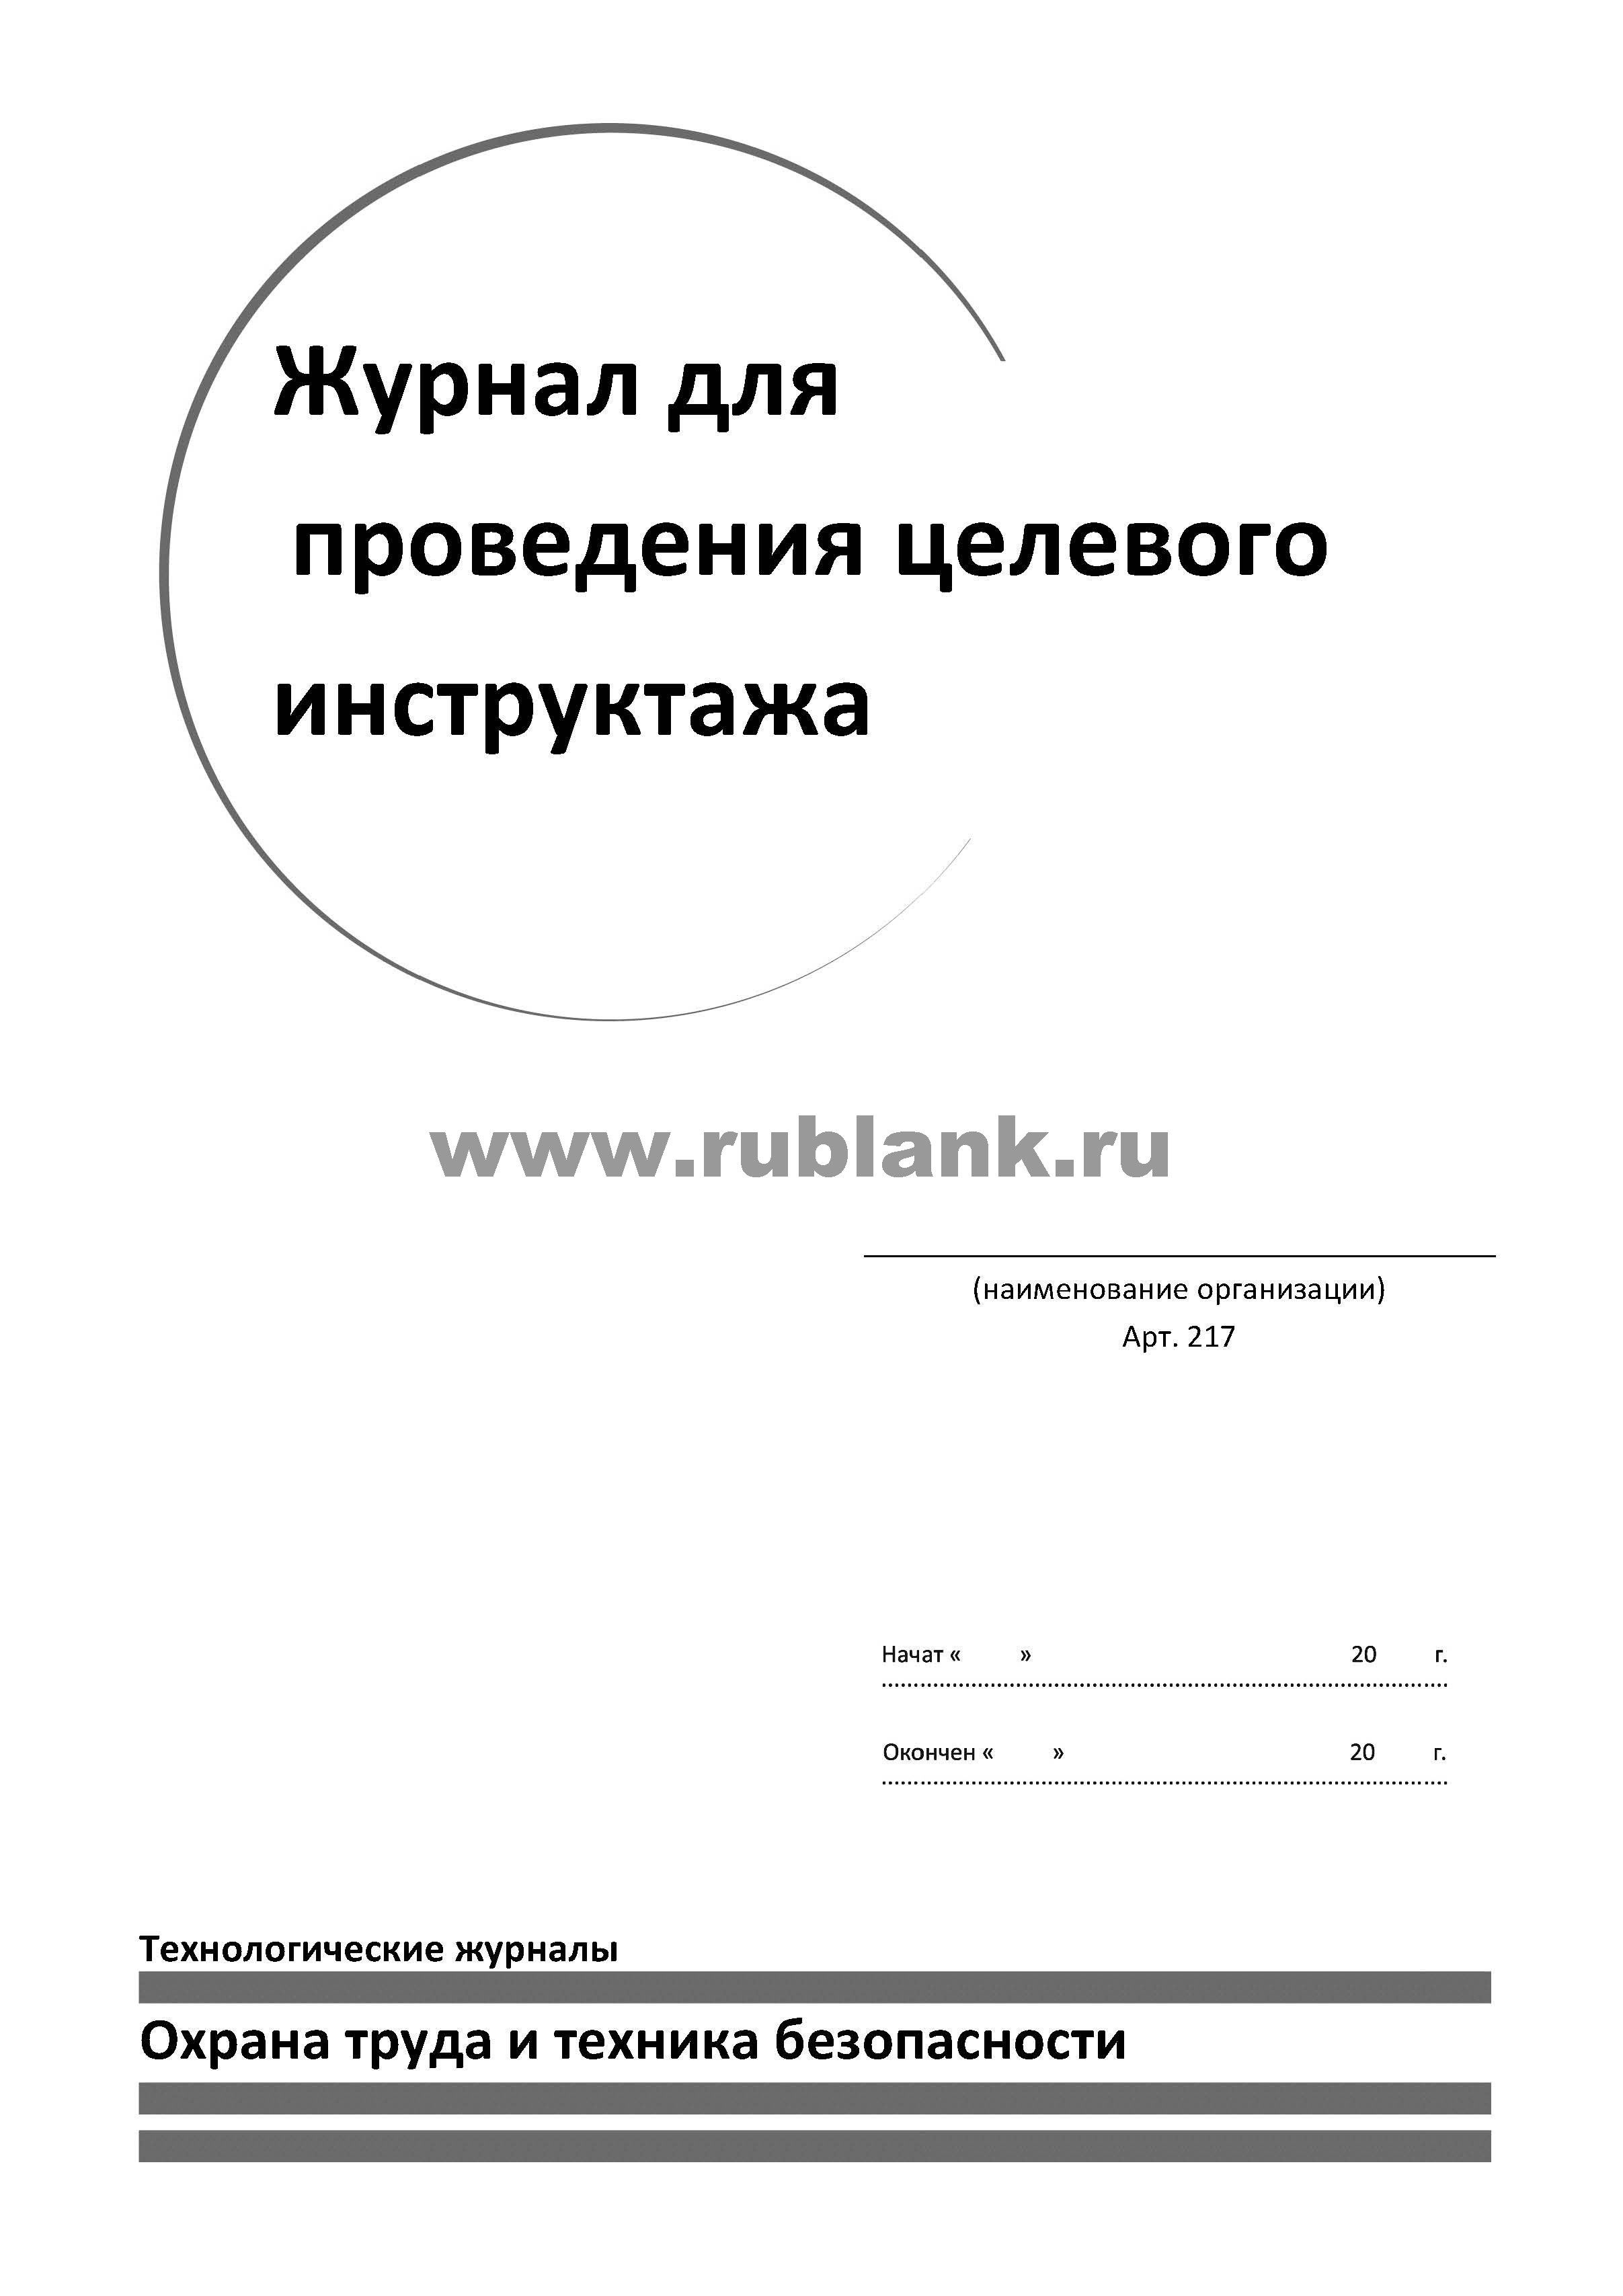 Журнал для
проведения целевого
инструктажа
www.rublank.ru
(наименование организации)
Арт. 217
Начат « » 20 г.
Окончен « » 20 г.
Технологические журналы
Охрана труда и техника безопасности